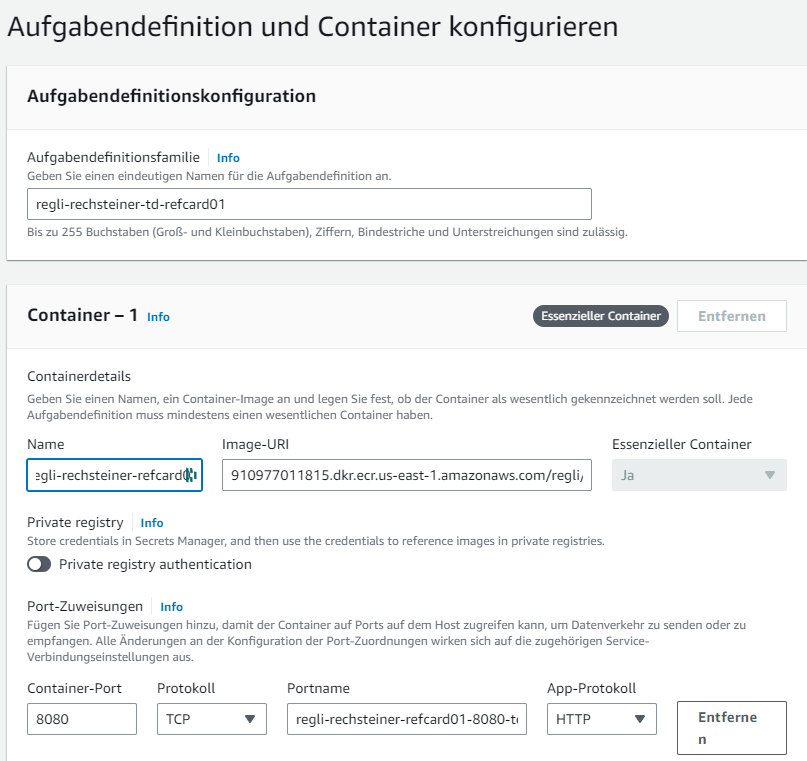 Aufgabendefinition und Container konfigurieren
Aufgabendefinitionskonfiguration
Aufgabendefinitionsfamilie Info
Geben Sie einen eindeutigen Namen für die Aufgabendefinition an.
regli-rechsteiner-td-refcard01
Bis zu 255 Buchstaben (Groß- und Kleinbuchstaben), Ziffern, Bindestriche und Unterstreichungen sind zulässig.
Container – 1 Info Essenzieller Container Entfernen
Containerdetails
Geben Sie einen Namen, ein Container-Image an und legen Sie fest, ob der Container als wesentlich gekennzeichnet werden soll. Jede
Aufgabendefinition muss mindestens einen wesentlichen Container haben.
Name Image-URI Essenzieller Container
egli-rechsteiner-refcard0 910977011815.dkr.ecr.us-east-1.amazonaws.com/regli/ Ja
Private registry Info
Store credentials in Secrets Manager, and then use the credentials to reference images in private registries.
Private registry authentication
Port-Zuweisungen Info
Fügen Sie Port-Zuweisungen hinzu, damit der Container auf Ports auf dem Host zugreifen kann, um Datenverkehr zu senden oder zu
empfangen. Alle Änderungen an der Konfiguration der Port-Zuordnungen wirken sich auf die zugehörigen Service-
Verbindungseinstellungen aus.
Container-Port Protokoll Portname App-Protokoll
8080 TCP regli-rechsteiner-refcard01-8080-t HTTP Entferne
n